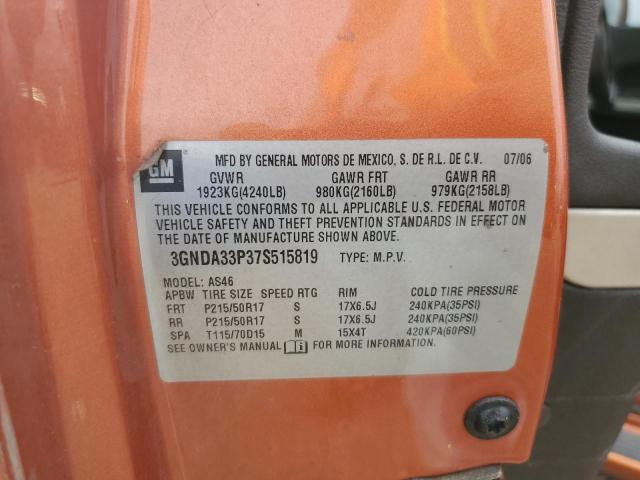 GM MFD BY GENERAL MOTORS DE MEXICO, S. DE R.L. DE C.V. 07/06
GVWR GAWR FRT GAWR RR
1923KG(4240LB) 980KG(2160LB) 979KG(2158LB)
THIS VEHICLE CONFORMS TO ALL APPLICABLE U.S. FEDERAL MOTOR
VEHICLE SAFETY AND THEFT PREVENTION STANDARDS IN EFFECT ON
THE DATE OF MANUFACTURE SHOWN ABOVE.
3GNDA33P37S515819 TYPE: M.P.V.
MODEL: AS46
APBW TIRE SIZE SPEED RTG RIM COLD TIRE PRESSURE
FRT P215/50R17 S 17X6.5J 240KPA(35PSI)
RR P215/50R17 S 17X6.5J 240KPA(35PSI)
SPA T115/70D15 M 15X4T 420KPA(60PSI)
SEE OWNER'S MANUAL FOR MORE INFORMATION.